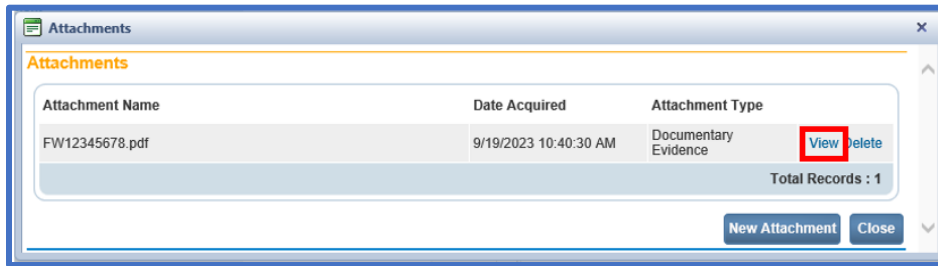 Attachments
Attachments
Attachment Name Date Acquired Attachment Type
FW12345678.pdf 9/19/2023 10:40:30 AM Documentary Evidence View Delete
Total Records : 1
New Attachment Close